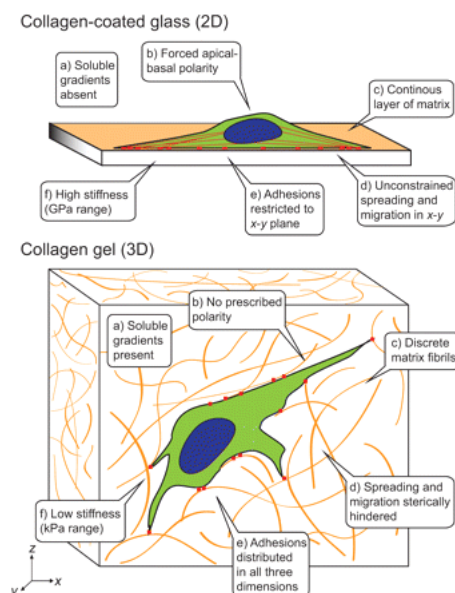 Collagen-coated glass (2D)
b) Forced apical-
basal polarity
a) Soluble
gradients
absent
c) Continous
layer of matrix
f) High stiffness
(GPa range)
e) Adhesions
restricted to
x-y plane
d) Unconstrained
spreading and
migration in x-y
Collagen gel (3D)
b) No prescribed
polarity
a) Soluble
gradients
present
c) Discrete
matrix fibrils
f) Low stiffness
(kPa range)
d) Spreading and
migration sterically
hindered
e) Adhesions
distributed
in all three
dimensions
z
x
y